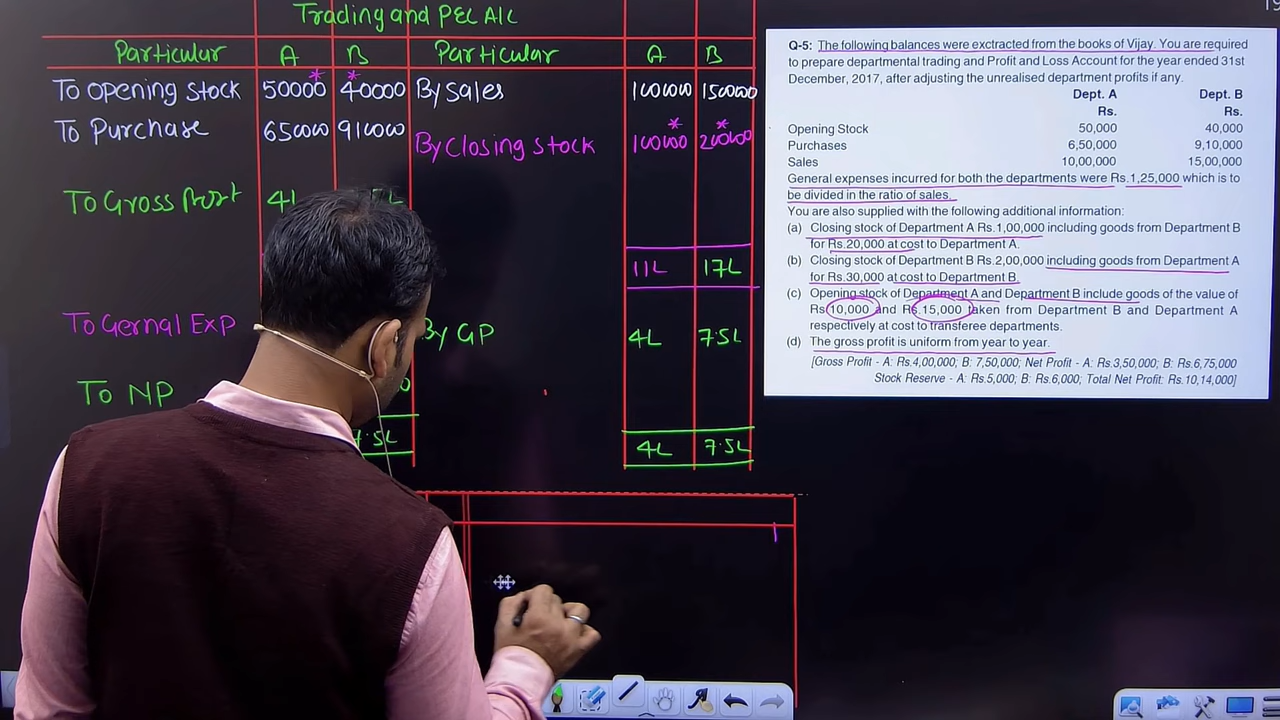 Trading and P&L A/C
Particular A B Particular A B
To opening stock 50000 * 40000 * By Sales 1000000 1500000
To Purchase 650000 910000 By Closing stock 100000 * 200000 *
To Gross Profit 4L
11L 17L
To Gernal Exp By GP 4L 7.5L
To NP
7.5L 4L 7.5L
Q-5: The following balances were exctracted from the books of Vijay. You are required
to prepare departmental trading and Profit and Loss Account for the year ended 31st
December, 2017, after adjusting the unrealised department profits if any.
Dept. A Dept. B
Rs. Rs.
Opening Stock 50,000 40,000
Purchases 6,50,000 9,10,000
Sales 10,00,000 15,00,000
General expenses incurred for both the departments were Rs.1,25,000 which is to
be divided in the ratio of sales.
You are also supplied with the following additional information:
(a) Closing stock of Department A Rs.1,00,000 including goods from Department B
for Rs.20,000 at cost to Department A.
(b) Closing stock of Department B Rs.2,00,000 including goods from Department A
for Rs.30,000 at cost to Department B.
(c) Opening stock of Department A and Department B include goods of the value of
Rs 10,000 and Rs.15,000 taken from Department B and Department A
respectively at cost to transferee departments.
(d) The gross profit is uniform from year to year.
[Gross Profit - A: Rs.4,00,000; B: 7,50,000; Net Profit - A: Rs.3,50,000; B: Rs.6,75,000
Stock Reserve - A: Rs.5,000; B: Rs.6,000; Total Net Profit: Rs.10,14,000]